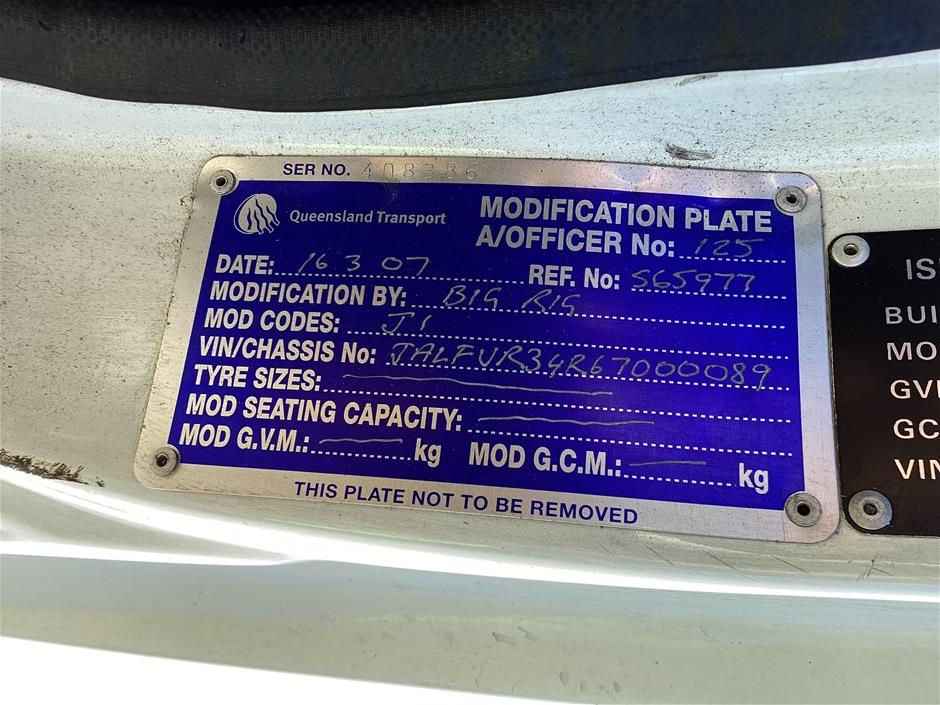 SER NO. 408386
Queensland Transport
MODIFICATION PLATE
A/OFFICER No: 125
DATE: 16 3 07
REF. No: S65977
MODIFICATION BY: BIG RIG
MOD CODES: J1
VIN/CHASSIS No: JALFVR34R67000089
TYRE SIZES:
MOD SEATING CAPACITY:
MOD G.V.M.: kg MOD G.C.M.: kg
THIS PLATE NOT TO BE REMOVED
IS
BUI
MO
GV
GC
VIN